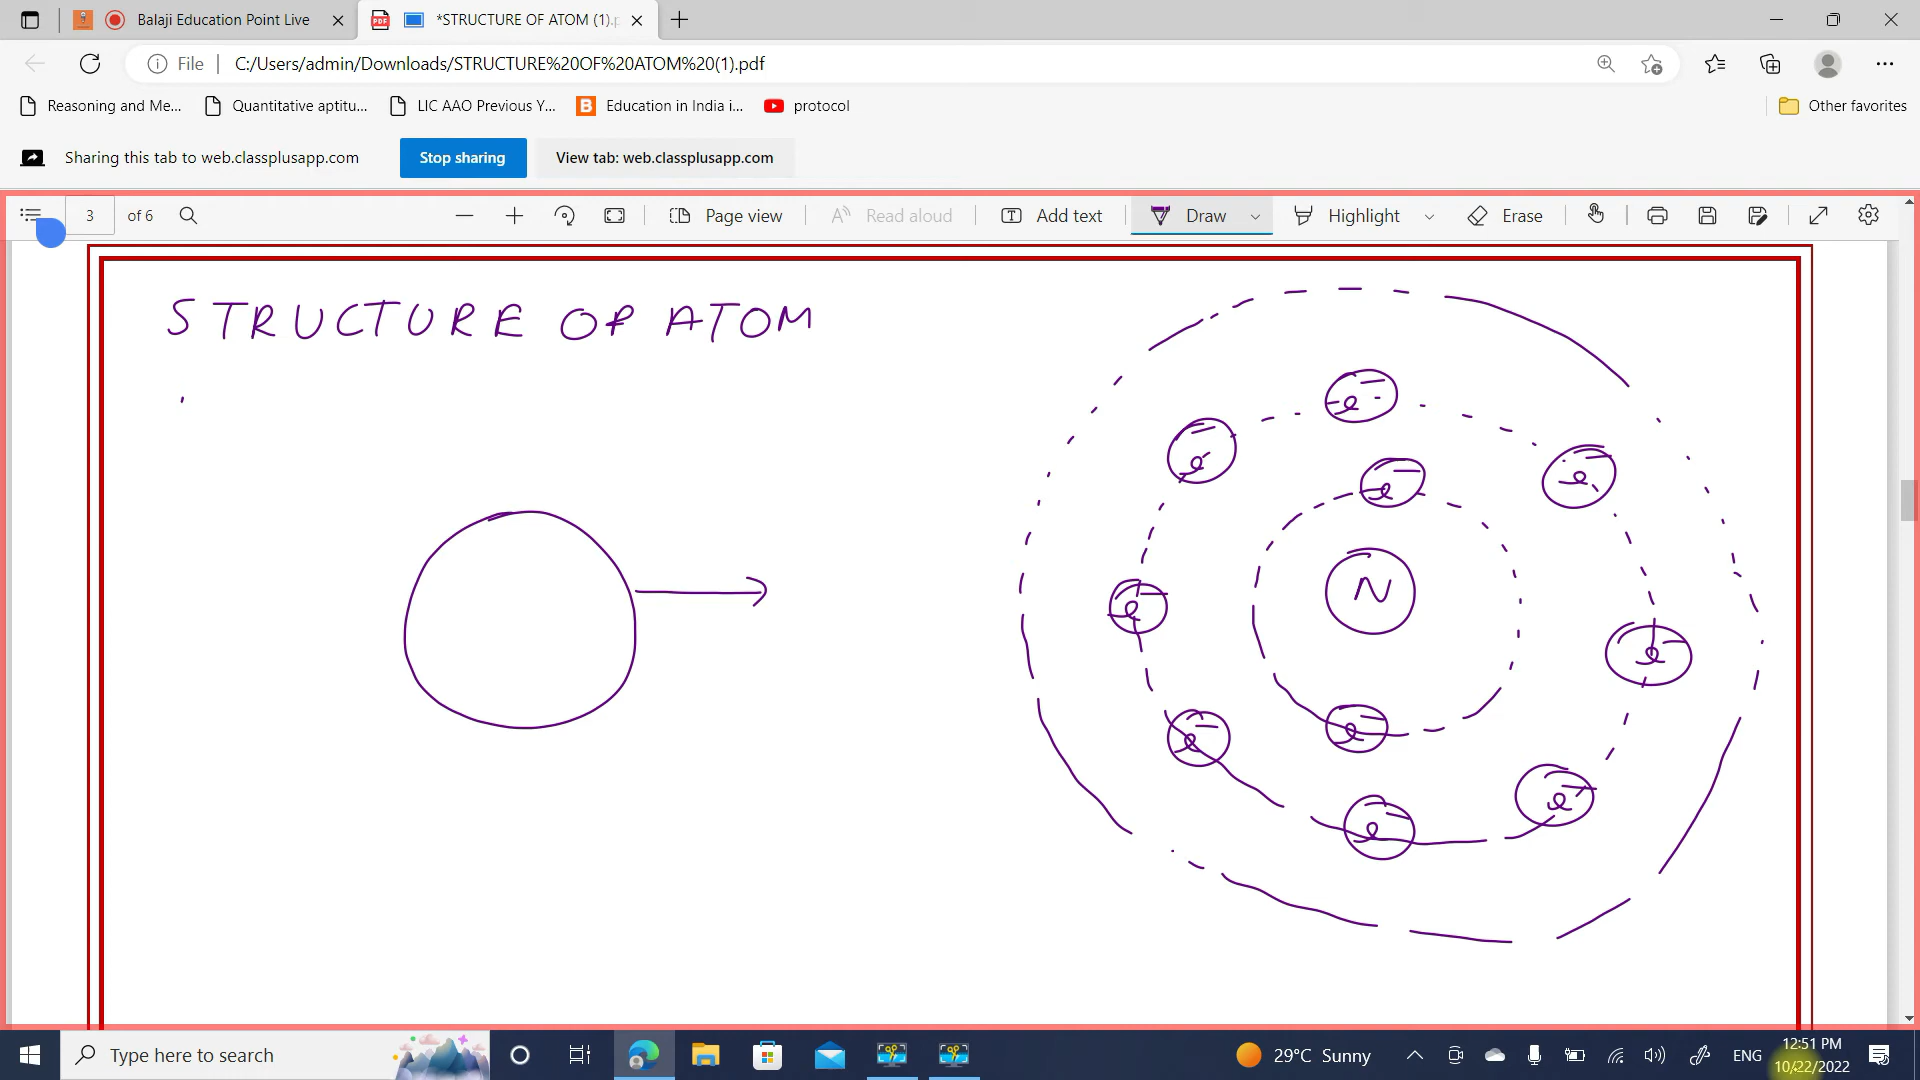 Balaji Education Point Live
*STRUCTURE OF ATOM (1).p
File
C:/Users/admin/Downloads/STRUCTURE%20OF%20ATOM%20(1).pdf
Reasoning and Me...
Quantitative aptitu...
LIC AAO Previous Y...
Education in India i...
protocol
Other favorites
Sharing this tab to web.classplusapp.com
Stop sharing
View tab: web.classplusapp.com
3 of 6
Page view
Read aloud
Add text
Draw
Highlight
Erase
STRUCTURE OF ATOM
e⁻
e⁻
e⁻
e⁻
N
e⁻
e⁻
e⁻
e⁻
e⁻
e⁻
Type here to search
29°C Sunny
ENG
12:51 PM
10/22/2022